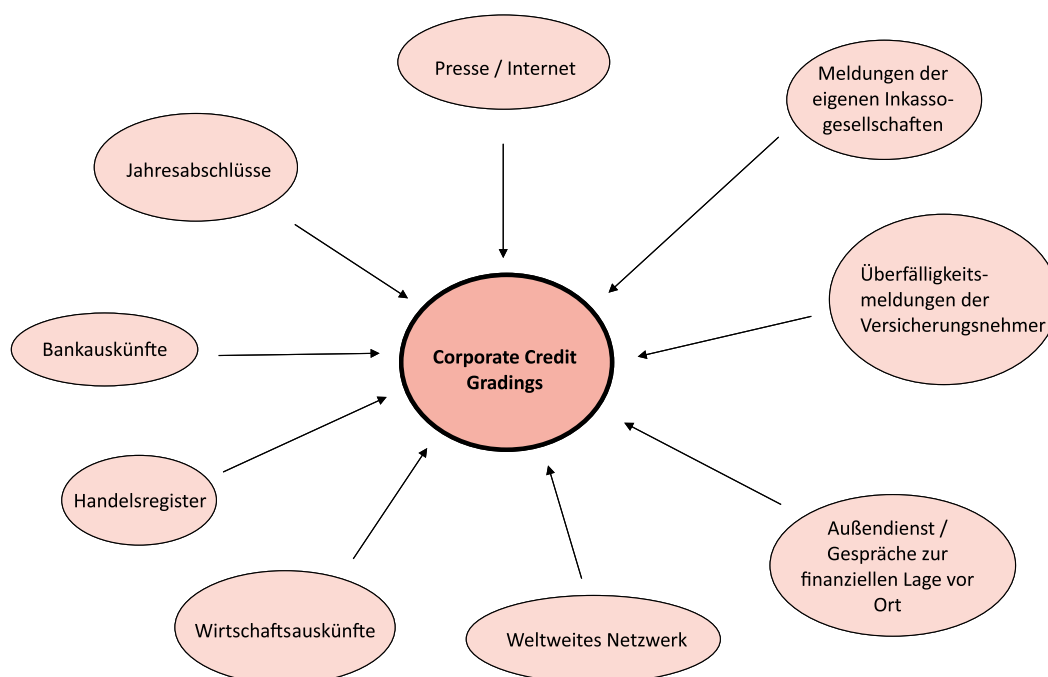 Presse / Internet
Meldungen der
eigenen Inkasso-
gesellschaften
Jahresabschlüsse
Überfälligkeits-
meldungen der
Versicherungsnehmer
Bankauskünfte
Corporate Credit
Gradings
Handelsregister
Außendienst /
Gespräche zur
finanziellen Lage vor
Ort
Wirtschaftsauskünfte
Weltweites Netzwerk